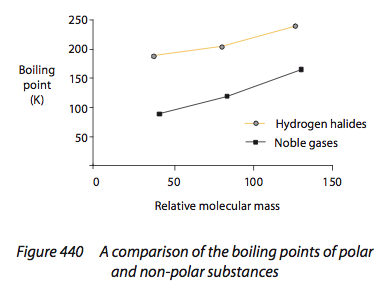 250
200
150
100
50
Boiling
point
(K)
Hydrogen halides
Noble gases
0 50 100 150
Relative molecular mass
Figure 440 A comparison of the boiling points of polar
and non-polar substances